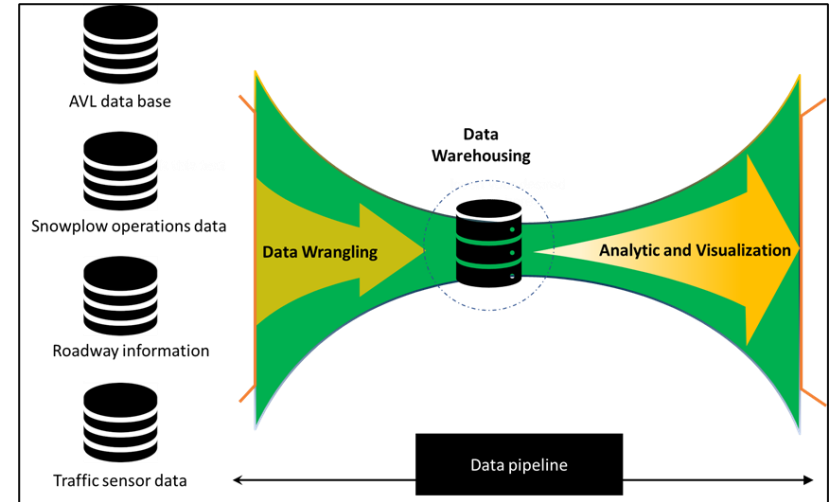 AVL data base
Snowplow operations data
Roadway information
Traffic sensor data
Data Wrangling
Data
Warehousing
Analytic and Visualization
Data pipeline